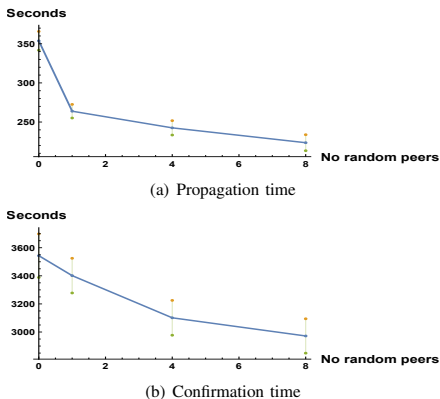 Seconds
350
300
250
0 2 4 6 8
No random peers
(a) Propagation time
Seconds
3600
3400
3200
3000
0 2 4 6 8
No random peers
(b) Confirmation time